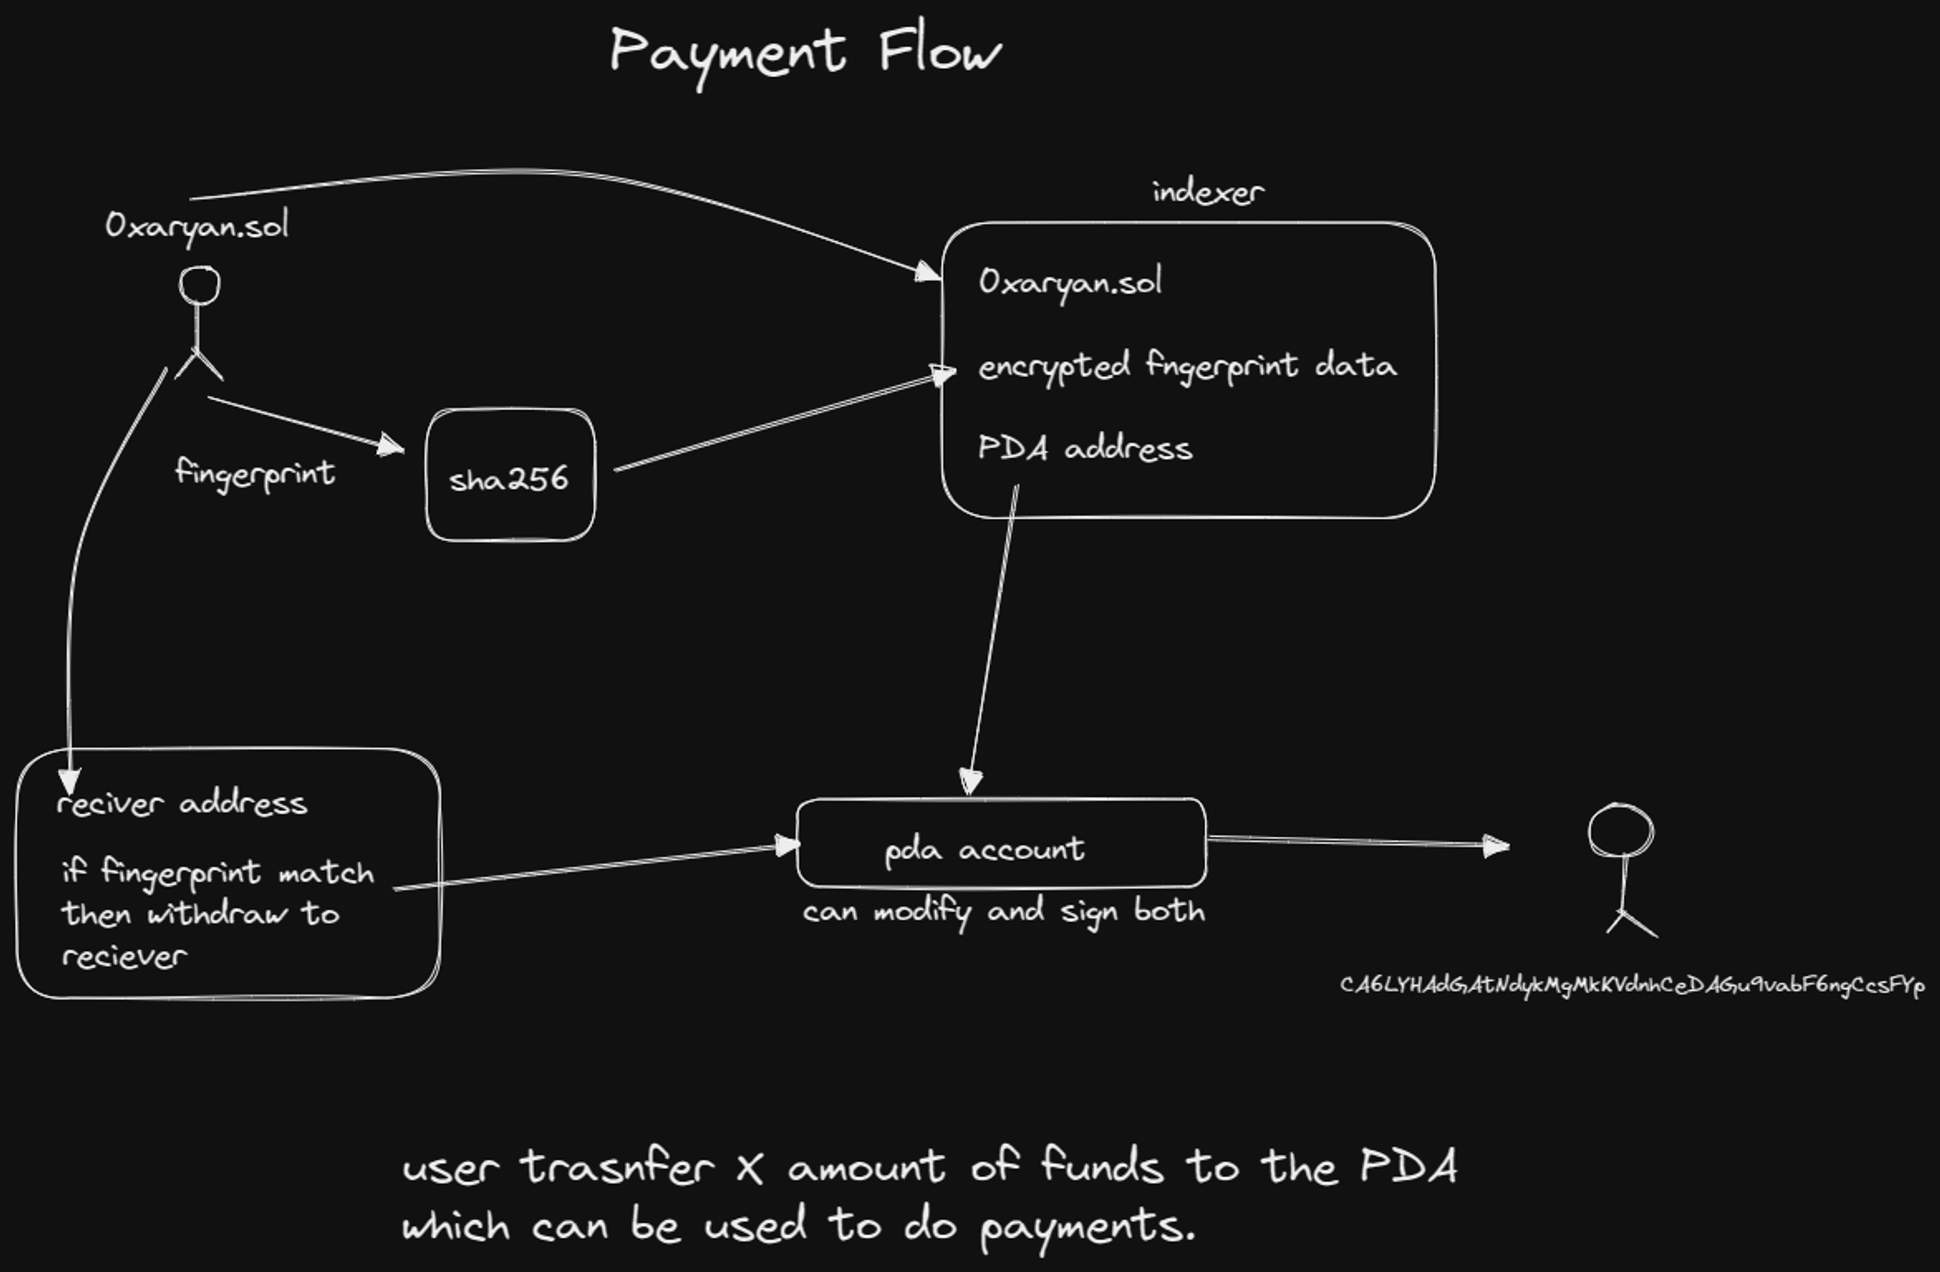 Payment Flow
indexer
0xaryan.sol
0xaryan.sol
encrypted fngerprint data
PDA address
fingerprint
sha256
reciver address
if fingerprint match
then withdraw to
reciever
pda account
can modify and sign both
CA6LYHAdGAtNdykMgMkKVdnhCeDAGu9vabF6ngCcsFYp
user trasnfer X amount of funds to the PDA
which can be used to do payments.